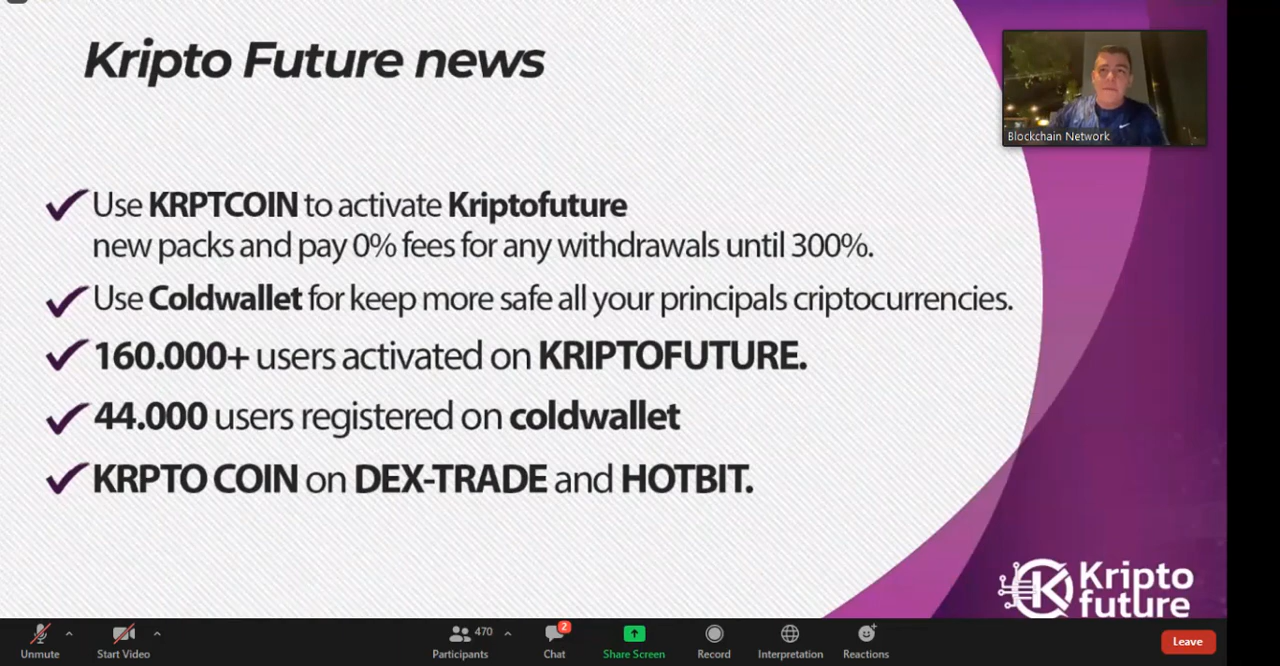 Kripto Future news
Blockchain Network
Use KRPTCOIN to activate Kriptofuture
new packs and pay 0% fees for any withdrawals until 300%.
Use Coldwallet for keep more safe all your principals criptocurrencies.
160.000+ users activated on KRIPTOFUTURE.
44.000 users registered on coldwallet
KRPTO COIN on DEX-TRADE and HOTBIT.
Kripto
future
Unmute
Start Video
470
Participants
2
Chat
Share Screen
Record
Interpretation
Reactions
Leave